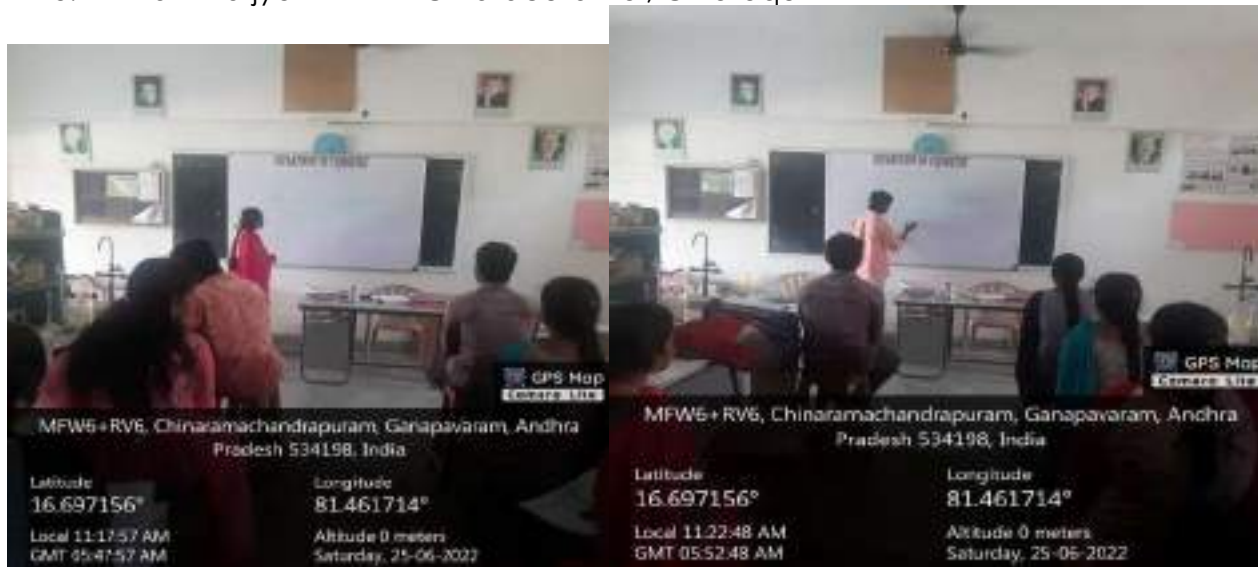 GPS Map
Camera Lite
MFW6+RV6, Chinaramachandrapuram, Ganapavaram, Andhra
Pradesh 534198, India
Latitude
16.697156°
Longitude
81.461714°
Local 11:17:57 AM
GMT 05:47:57 AM
Altitude 0 meters
Saturday, 25-06-2022
GPS Map
Camera Lite
MFW6+RV6, Chinaramachandrapuram, Ganapavaram, Andhra
Pradesh 534198, India
Latitude
16.697156°
Longitude
81.461714°
Local 11:22:48 AM
GMT 05:52:48 AM
Altitude 0 meters
Saturday, 25-06-2022